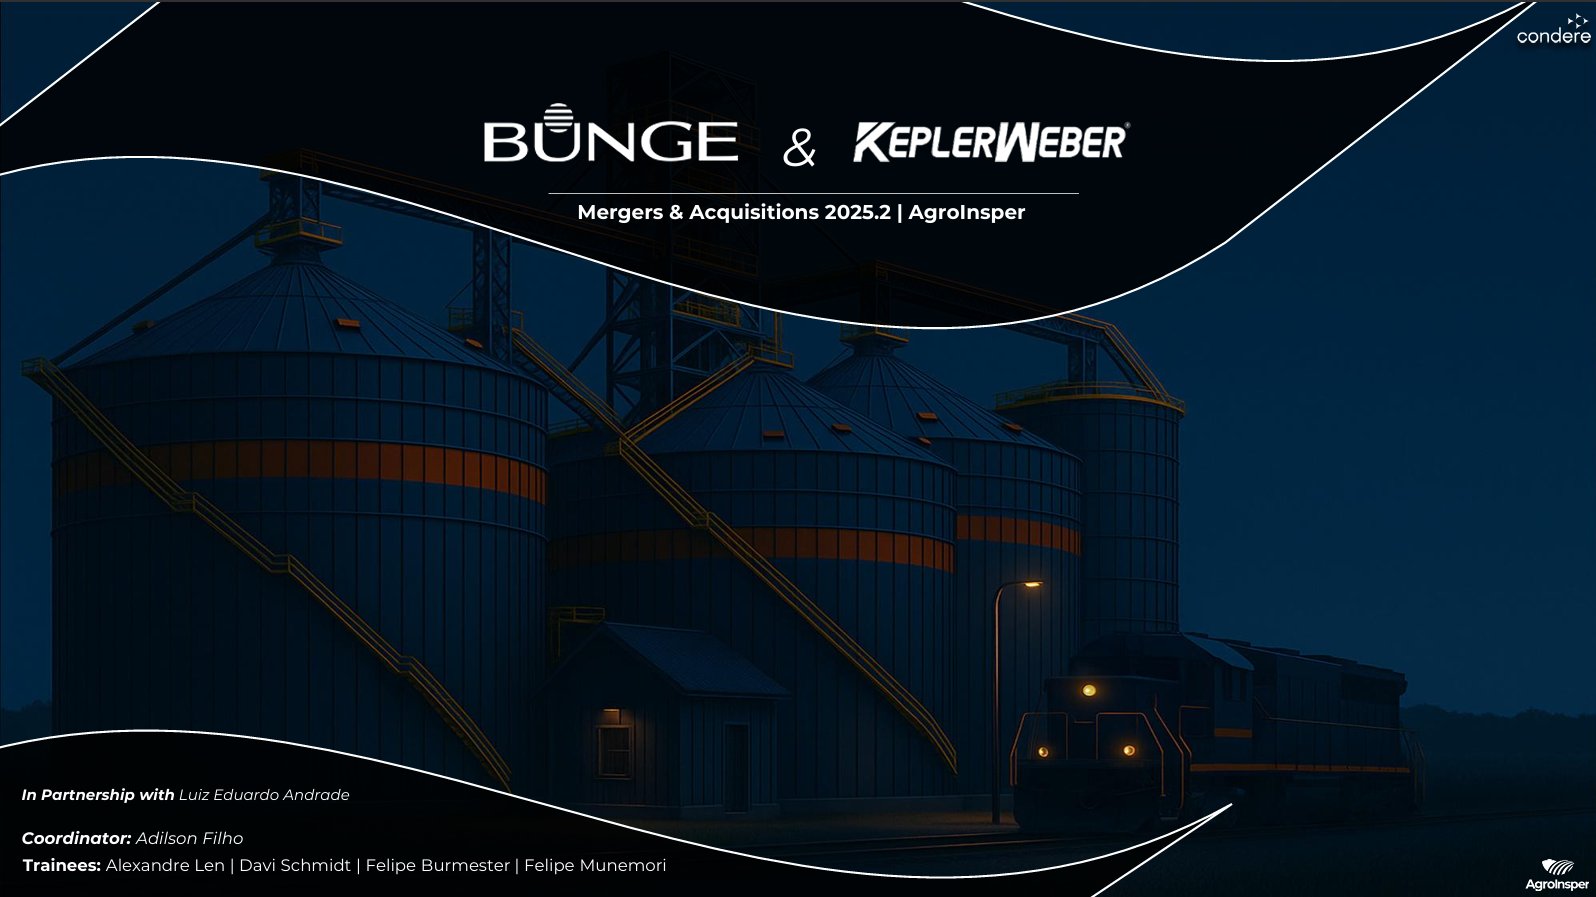 condere
BUNGE & KEPLERWEBER®
Mergers & Acquisitions 2025.2 | AgroInsper
In Partnership with Luiz Eduardo Andrade
Coordinator: Adilson Filho
Trainees: Alexandre Len | Davi Schmidt | Felipe Burmester | Felipe Munemori
AgroInsper